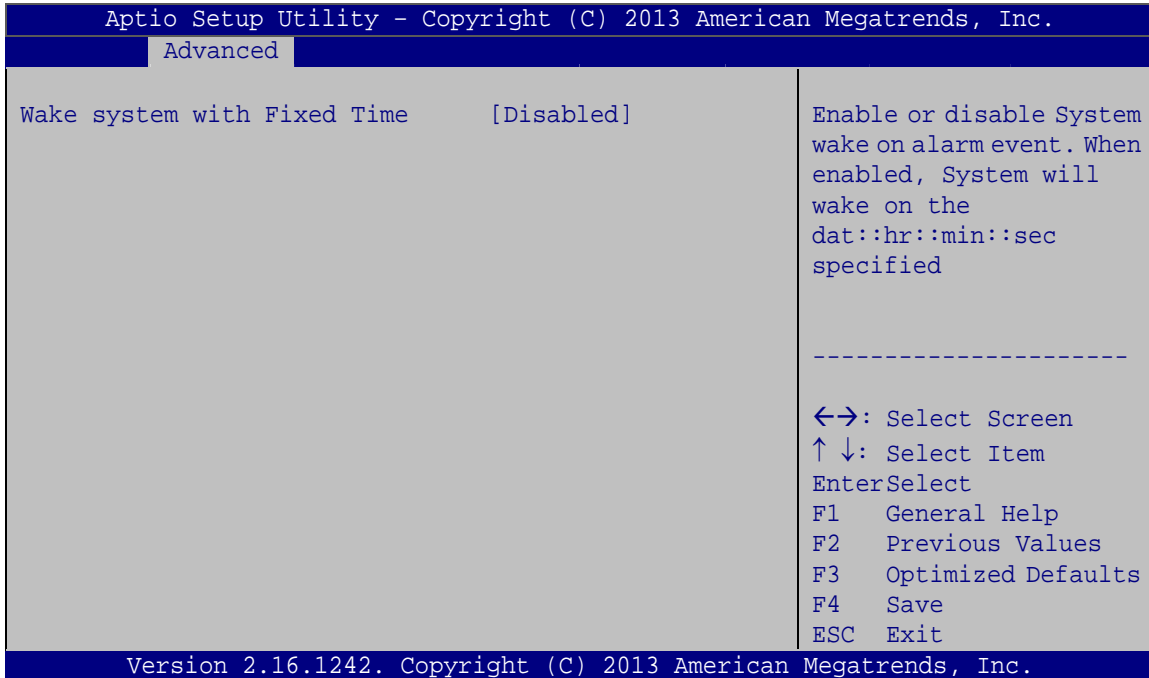 Aptio Setup Utility – Copyright (C) 2013 American Megatrends, Inc.
Advanced
Wake system with Fixed Time [Disabled]
Enable or disable System
wake on alarm event. When
enabled, System will
wake on the
dat::hr::min::sec
specified
----------------------
←→: Select Screen
↑ ↓: Select Item
EnterSelect
F1 General Help
F2 Previous Values
F3 Optimized Defaults
F4 Save
ESC Exit
Version 2.16.1242. Copyright (C) 2013 American Megatrends, Inc.